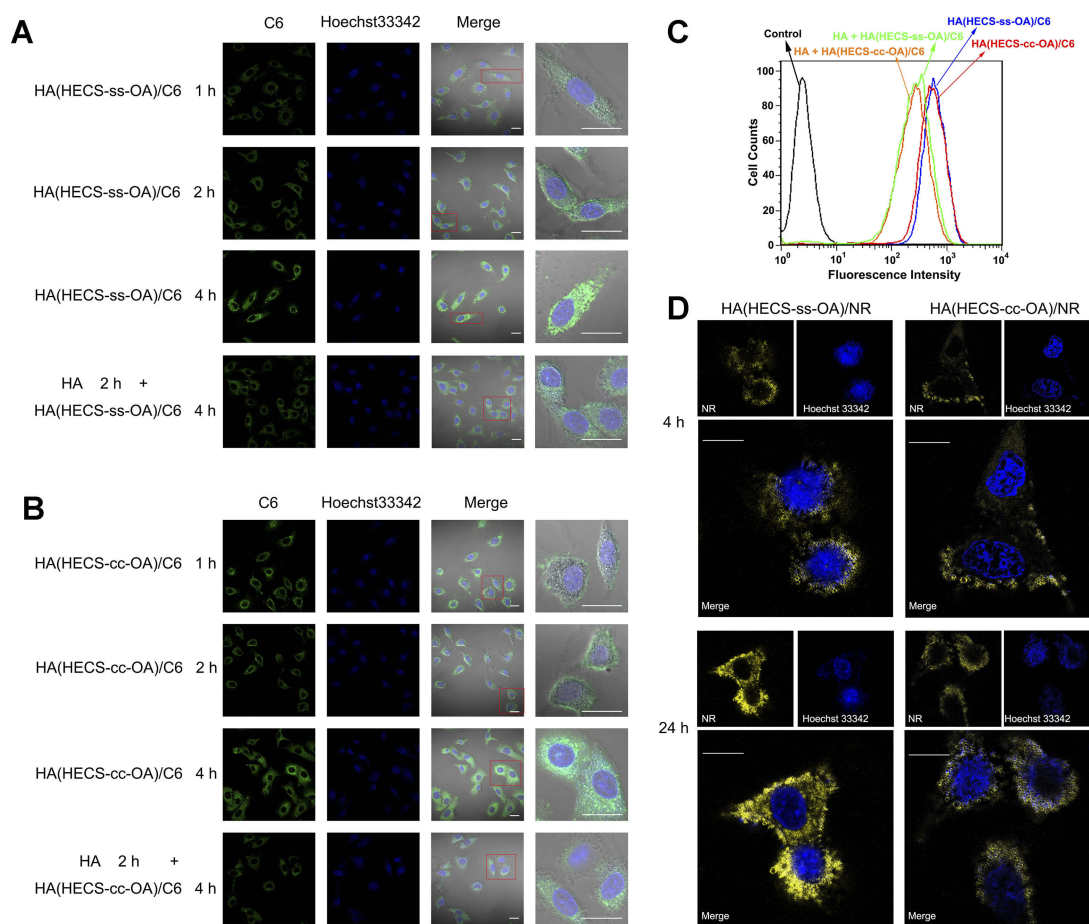 A
C6 Hoechst33342 Merge
HA(HECS-ss-OA)/C6 1 h
HA(HECS-ss-OA)/C6 2 h
HA(HECS-ss-OA)/C6 4 h
HA 2 h +
HA(HECS-ss-OA)/C6 4 h
B
C6 Hoechst33342 Merge
HA(HECS-cc-OA)/C6 1 h
HA(HECS-cc-OA)/C6 2 h
HA(HECS-cc-OA)/C6 4 h
HA 2 h +
HA(HECS-cc-OA)/C6 4 h
C
HA(HECS-ss-OA)/C6
Control HA + HA(HECS-ss-OA)/C6
HA + HA(HECS-cc-OA)/C6 HA(HECS-cc-OA)/C6
100
80
60
40
20
0
Cell Counts
10⁰ 10¹ 10² 10³ 10⁴
Fluorescence Intensity
D
HA(HECS-ss-OA)/NR HA(HECS-cc-OA)/NR
NR Hoechst 33342 NR Hoechst 33342
4 h
Merge Merge
NR Hoechst 33342 NR Hoechst 33342
24 h
Merge Merge